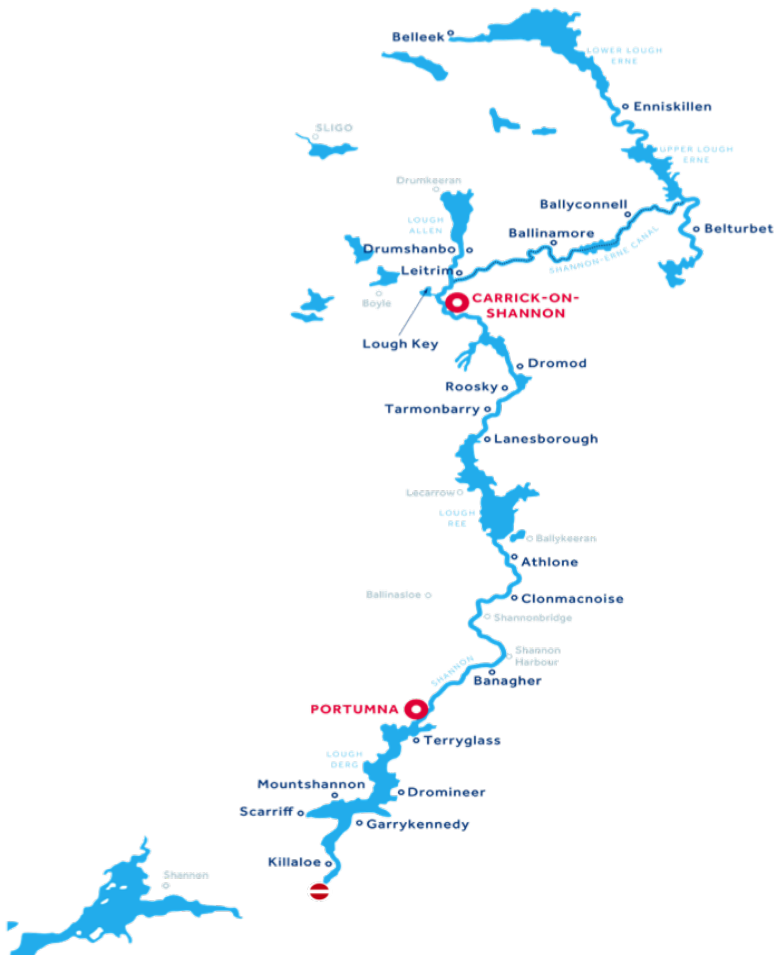 Belleek
LOWER LOUGH
ERNE
Enniskillen
SLIGO
UPPER LOUGH
ERNE
Drumkeeran
Ballyconnell
LOUGH
ALLEN
Ballinamore
Belturbet
Drumshanbo
SHANNON-ERNE CANAL
Leitrim
Boyle
CARRICK-ON-
SHANNON
Lough Key
Dromod
Roosky
Tarmonbarry
Lanesborough
Lecarrow
LOUGH
REE
Ballykeeran
Athlone
Ballinasloe
Clonmacnoise
Shannonbridge
Shannon
Harbour
SHANNON
Banagher
PORTUMNA
Terryglass
LOUGH
DERG
Mountshannon
Dromineer
Scarriff
Garrykennedy
Killaloe
Shannon